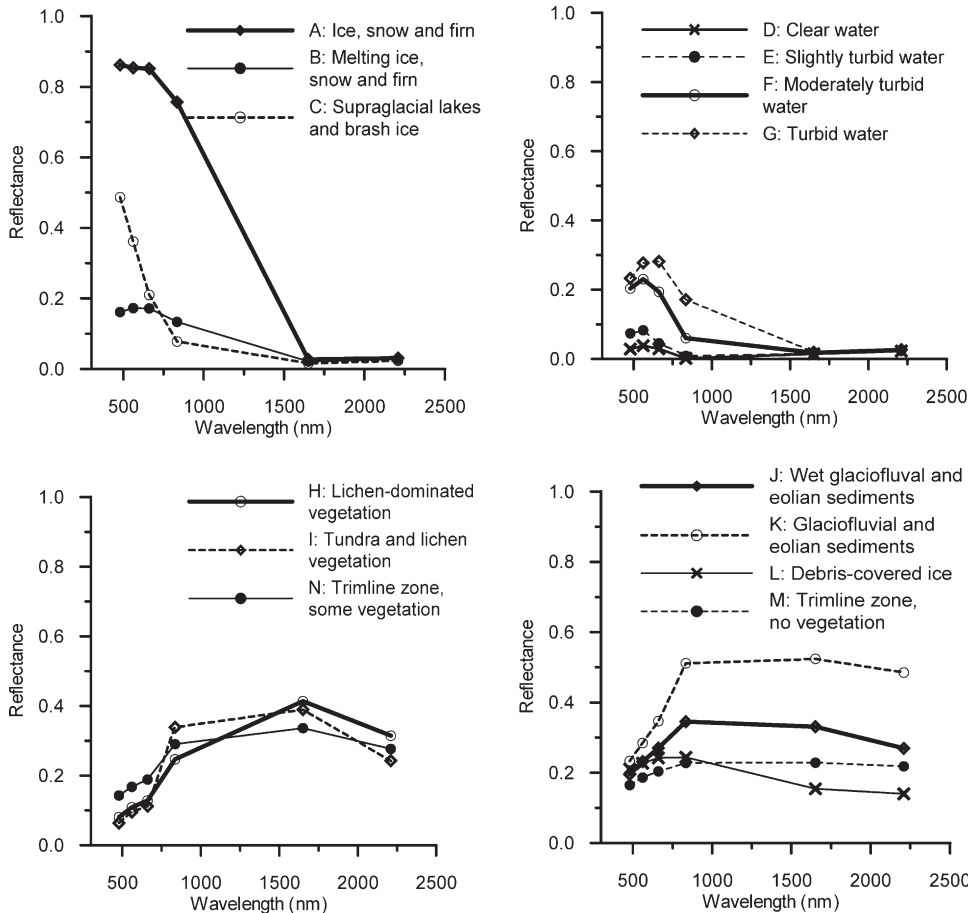 1.0
0.8
0.6
0.4
0.2
0.0
Reflectance
500 1000 1500 2000 2500
Wavelength (nm)
A: Ice, snow and firn
B: Melting ice,
snow and firn
C: Supraglacial lakes
and brash ice
1.0
0.8
0.6
0.4
0.2
0.0
Reflectance
500 1000 1500 2000 2500
Wavelength (nm)
D: Clear water
E: Slightly turbid water
F: Moderately turbid
water
G: Turbid water
1.0
0.8
0.6
0.4
0.2
0.0
Reflectance
500 1000 1500 2000 2500
Wavelength (nm)
H: Lichen-dominated
vegetation
I: Tundra and lichen
vegetation
N: Trimline zone,
some vegetation
1.0
0.8
0.6
0.4
0.2
0.0
Reflectance
500 1000 1500 2000 2500
Wavelength (nm)
J: Wet glaciofluval and
eolian sediments
K: Glaciofluvial and
eolian sediments
L: Debris-covered ice
M: Trimline zone,
no vegetation